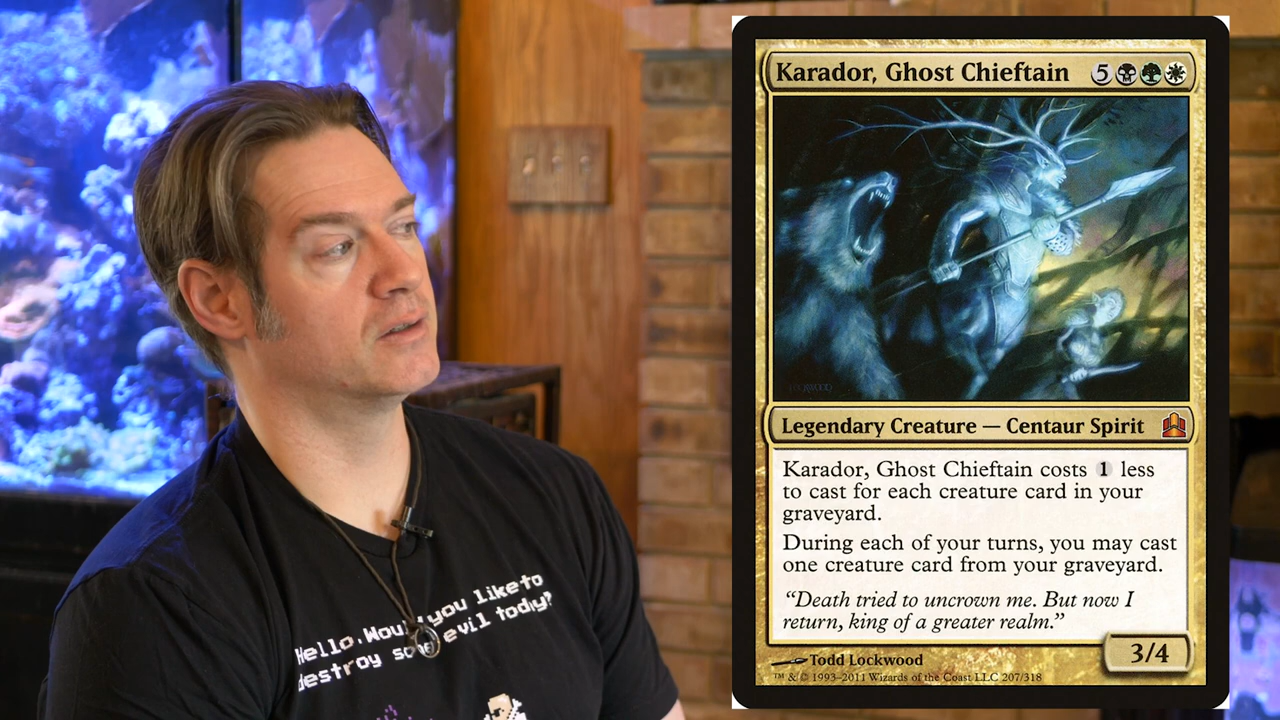 Hello. Would you like to
destroy some evil today?
Karador, Ghost Chieftain 5
Legendary Creature — Centaur Spirit
Karador, Ghost Chieftain costs 1 less
to cast for each creature card in your
graveyard.
During each of your turns, you may cast
one creature card from your graveyard.
“Death tried to uncrown me. But now I
return, king of a greater realm.”
3/4
Todd Lockwood
™ & © 1993–2011 Wizards of the Coast LLC 207/318